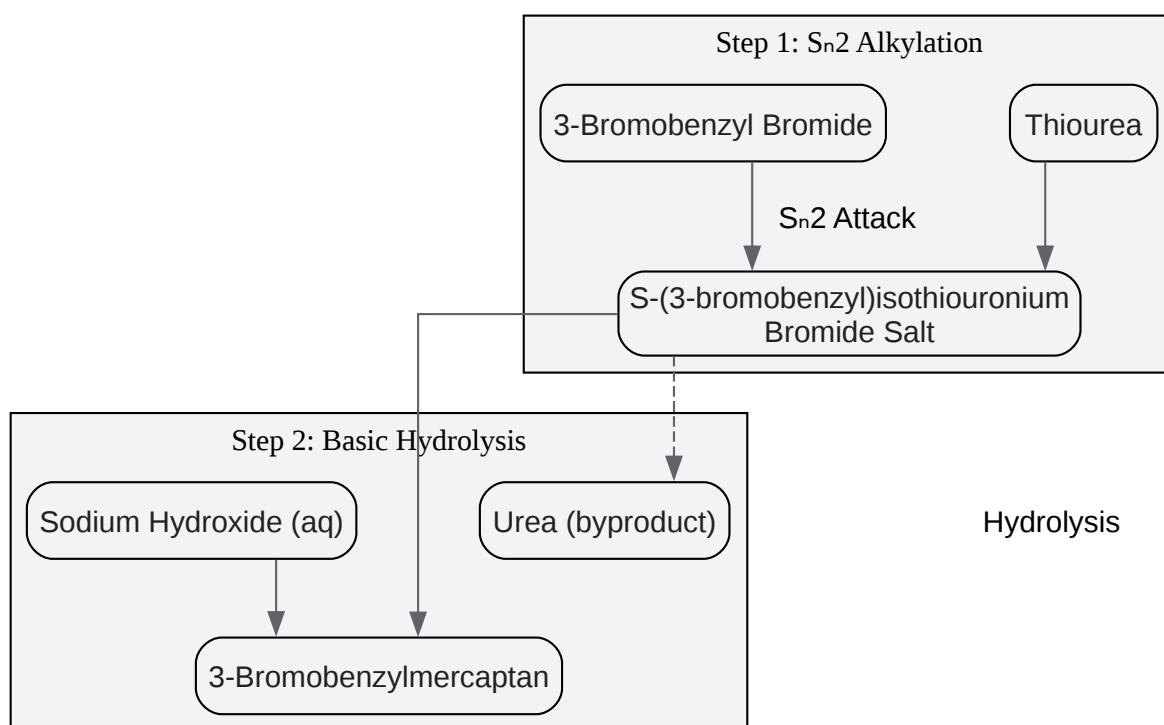 Step 1: Sₙ2 Alkylation
3-Bromobenzyl Bromide
Thiourea
Sₙ2 Attack
S-(3-bromobenzyl)isothiouronium
Bromide Salt
Step 2: Basic Hydrolysis
Sodium Hydroxide (aq)
Urea (byproduct)
Hydrolysis
3-Bromobenzylmercaptan